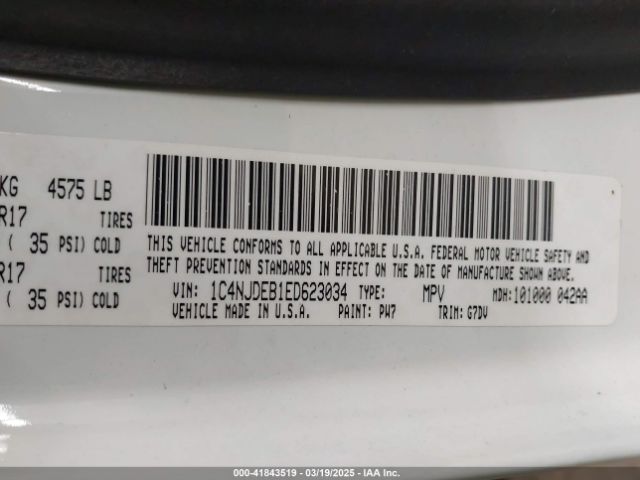 KG 4575 LB
R17 TIRES
( 35 PSI) COLD
R17 TIRES
( 35 PSI) COLD
THIS VEHICLE CONFORMS TO ALL APPLICABLE U.S.A. FEDERAL MOTOR VEHICLE SAFETY AND
THEFT PREVENTION STANDARDS IN EFFECT ON THE DATE OF MANUFACTURE SHOWN ABOVE.
VIN: 1C4NJDEB1ED623034 TYPE: MPV MDH:101000 042AA
VEHICLE MADE IN U.S.A. PAINT: PW7 TRIM: G7DV
000-41843519 - 03/19/2025 - IAA Inc.